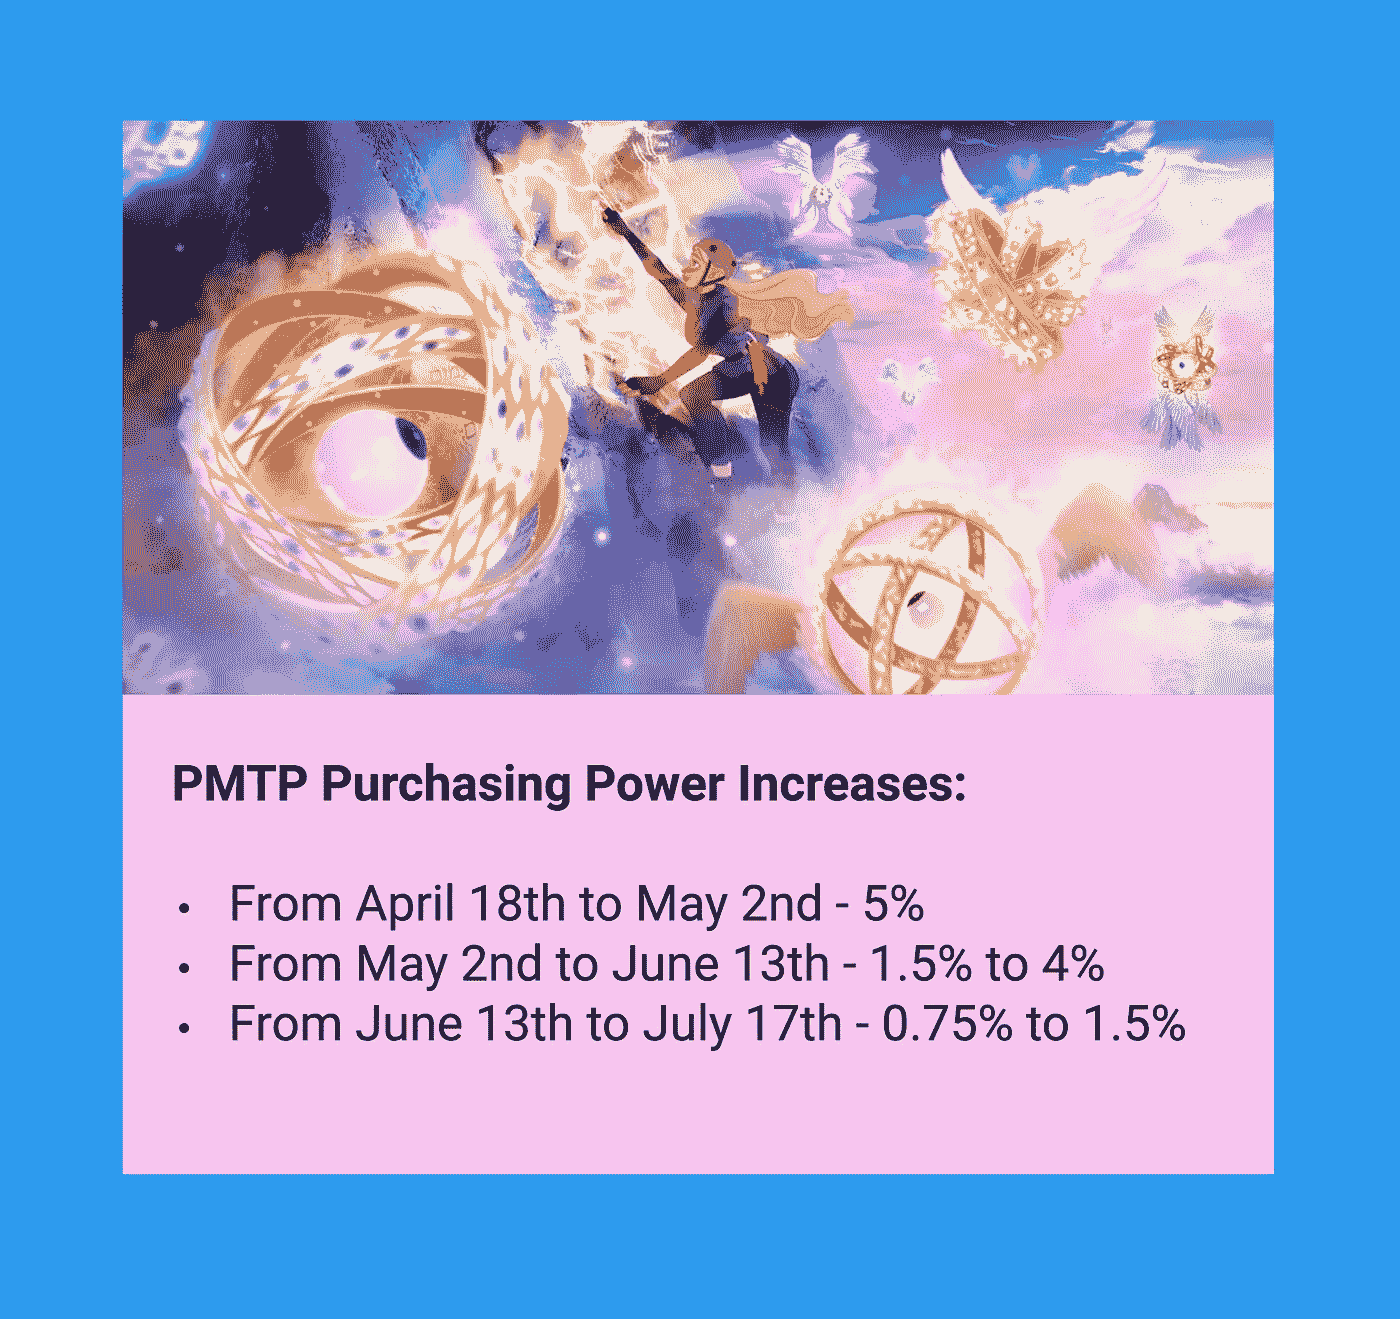 PMTP Purchasing Power Increases:
• From April 18th to May 2nd - 5%
• From May 2nd to June 13th - 1.5% to 4%
• From June 13th to July 17th - 0.75% to 1.5%